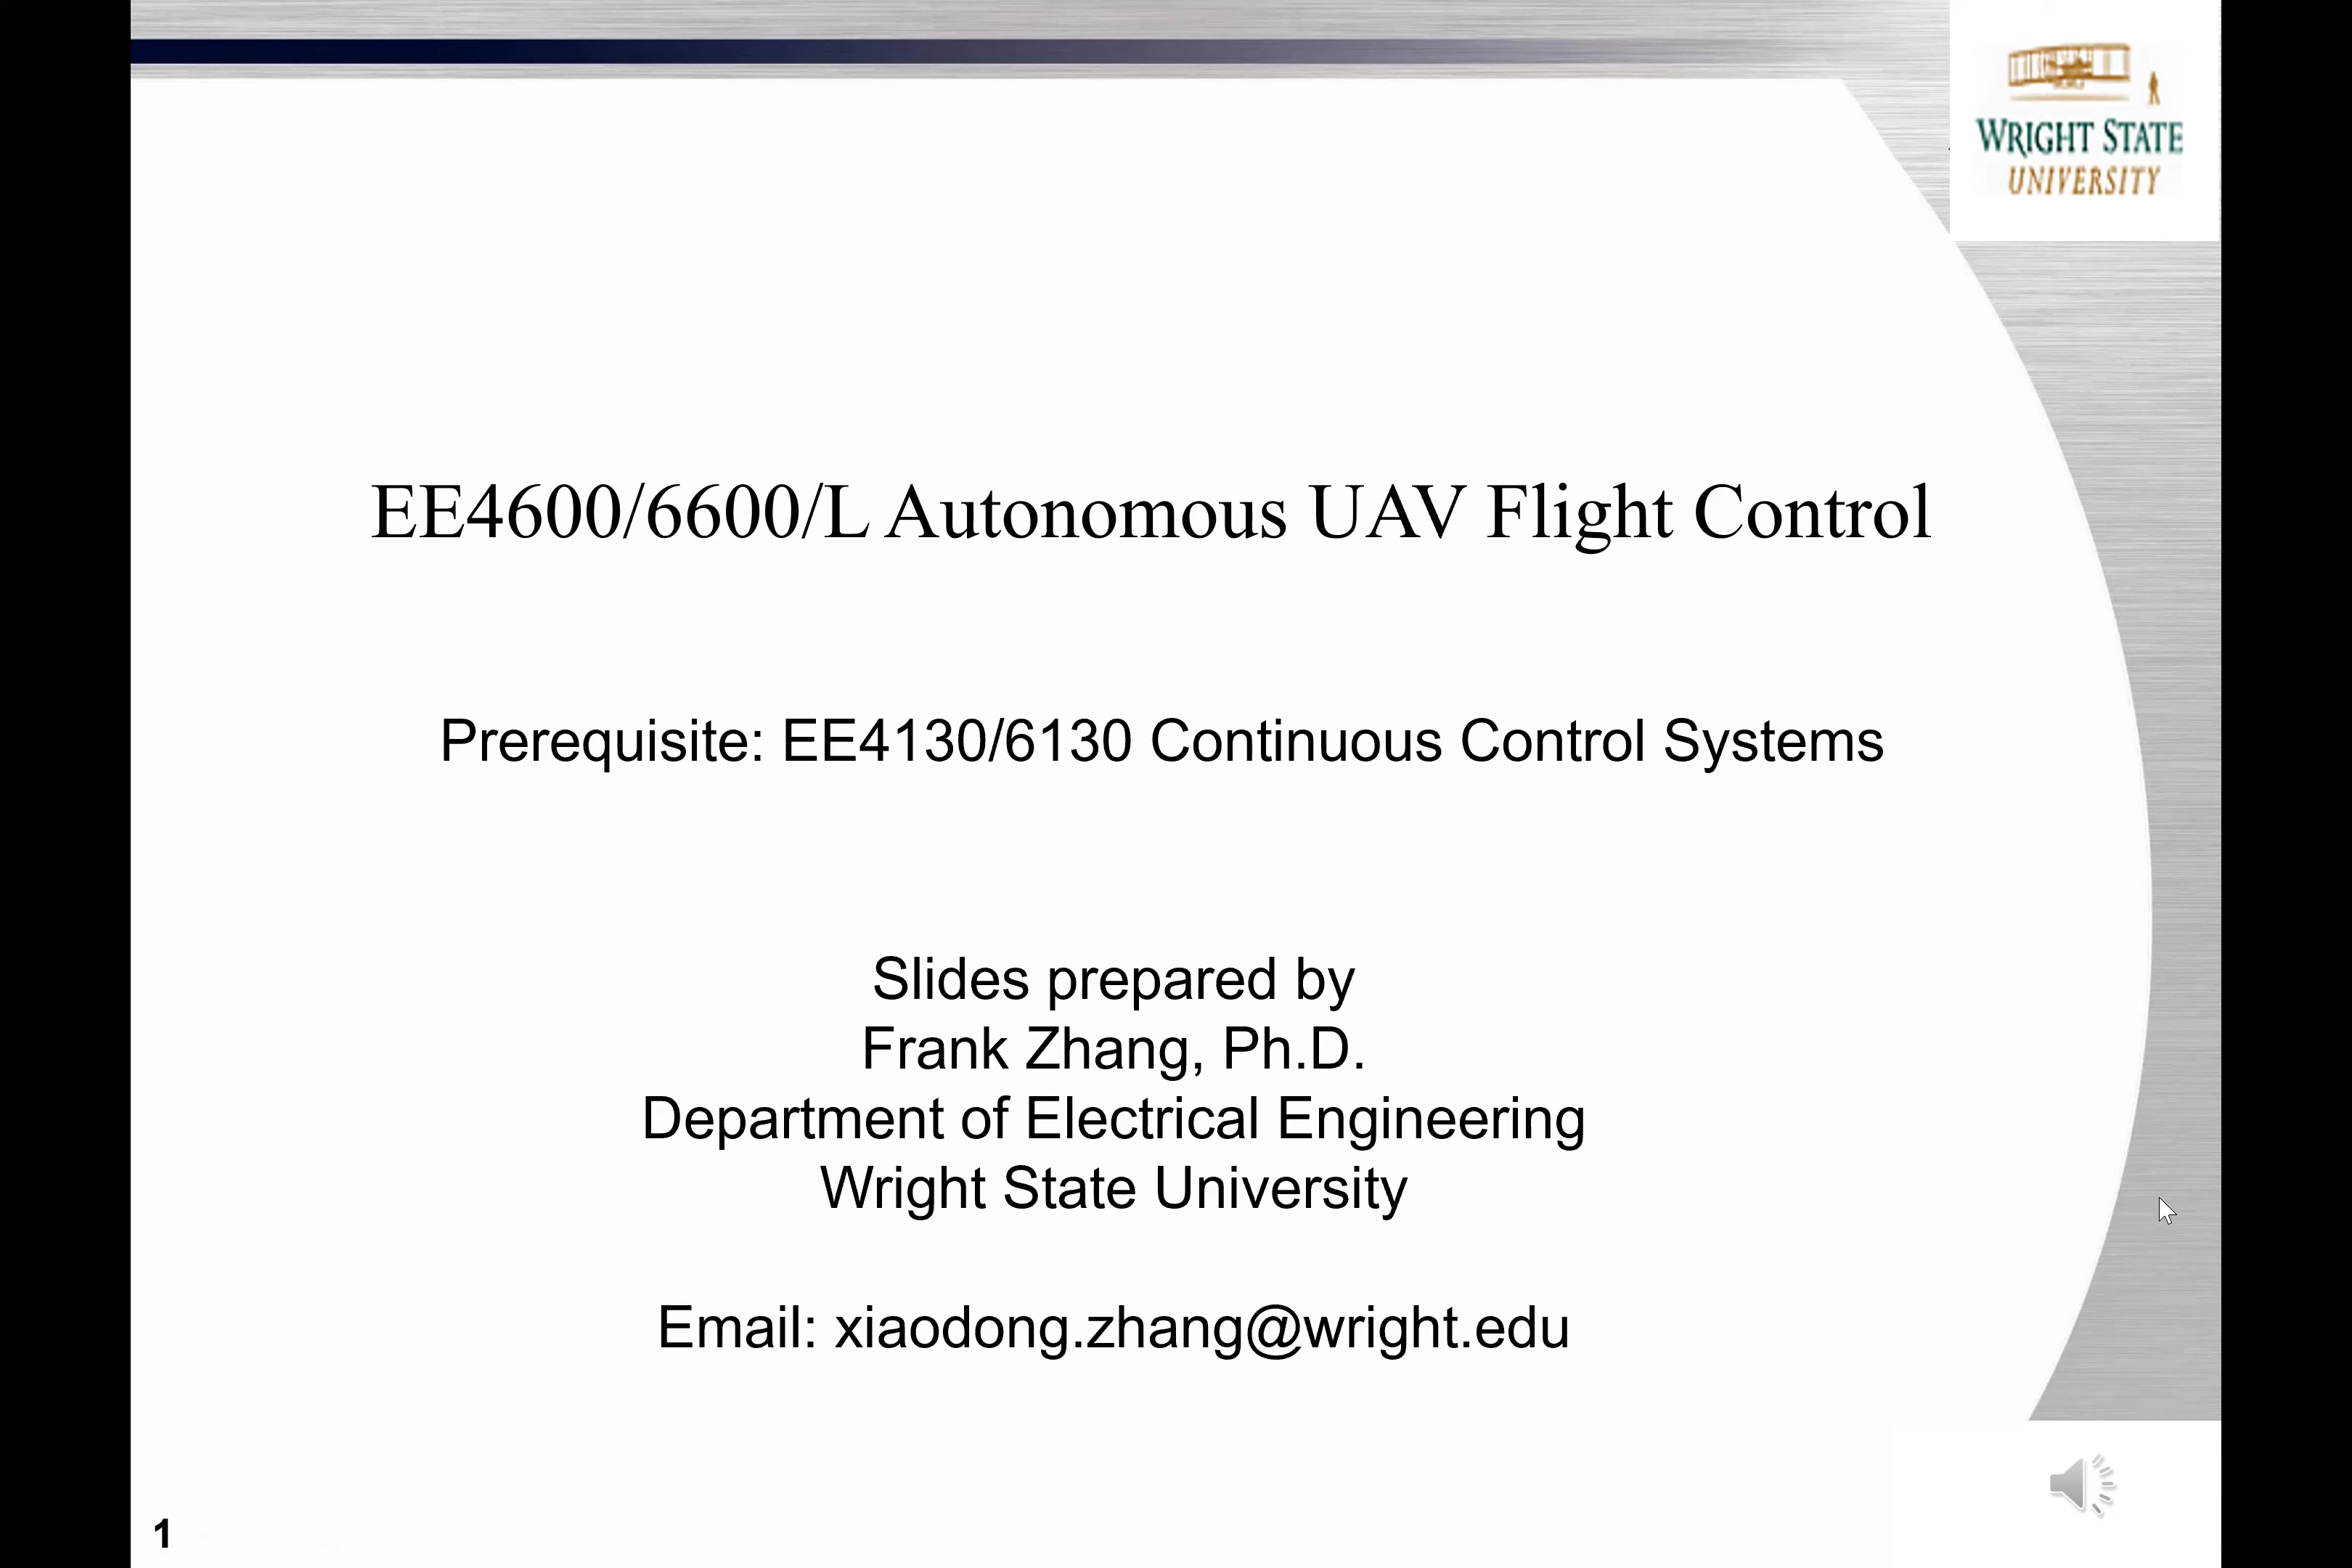 WRIGHT STATE
UNIVERSITY
EE4600/6600/L Autonomous UAV Flight Control
Prerequisite: EE4130/6130 Continuous Control Systems
Slides prepared by
Frank Zhang, Ph.D.
Department of Electrical Engineering
Wright State University
Email: xiaodong.zhang@wright.edu
1